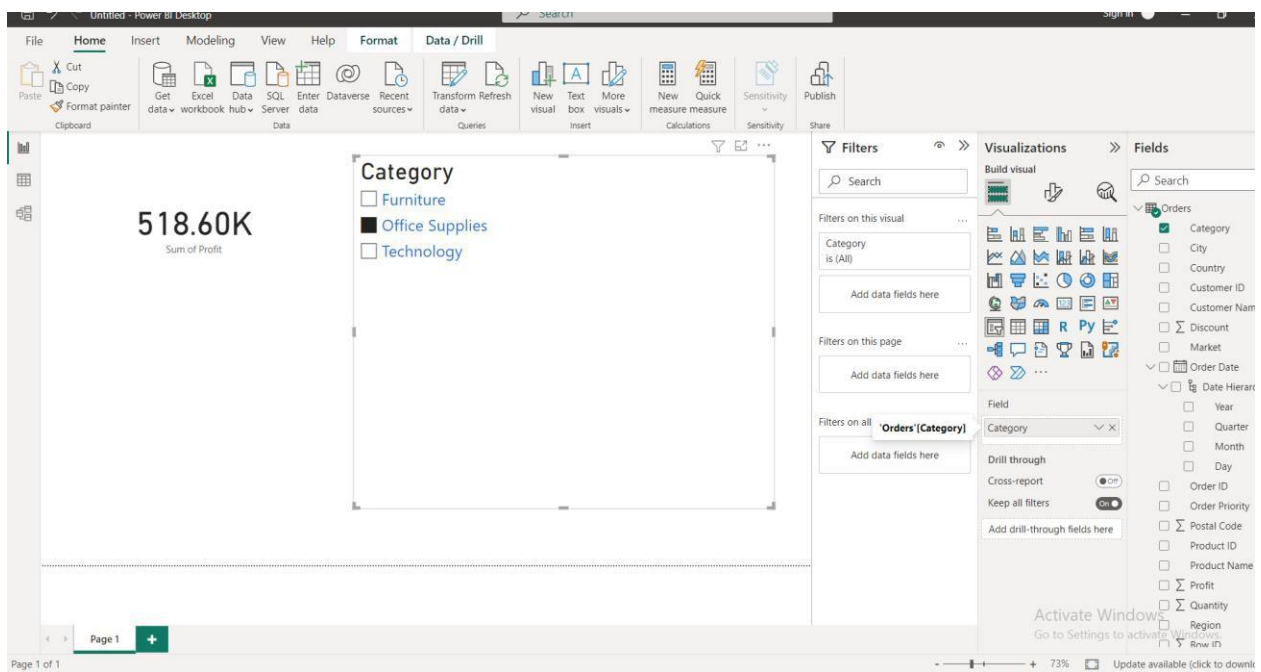 Untitled - Power BI Desktop
Search
Sign in
File Home Insert Modeling View Help Format Data / Drill
Paste
Cut
Copy
Format painter
Clipboard
Get data
Excel workbook
Data hub
SQL Server
Enter data
Dataverse
Recent sources
Data
Transform data
Refresh
Queries
New visual
Text box
More visuals
Insert
New measure
Quick measure
Calculations
Sensitivity
Sensitivity
Publish
Share
518.60K
Sum of Profit
Category
Furniture
Office Supplies
Technology
Filters
Search
Filters on this visual
Category
is (All)
Add data fields here
Filters on this page
Add data fields here
Filters on all
'Orders'[Category]
Add data fields here
Visualizations
Build visual
123
R Py
Field
Category
Drill through
Cross-report
Off
Keep all filters
On
Add drill-through fields here
Fields
Search
Orders
Category
City
Country
Customer ID
Customer Nam
Discount
Market
Order Date
Date Hierarc
Year
Quarter
Month
Day
Order ID
Order Priority
Postal Code
Product ID
Product Name
Profit
Quantity
Region
Row ID
Activate Windows
Go to Settings to activate Windows.
Page 1
Page 1 of 1
- + 73%
Update available (click to downlo